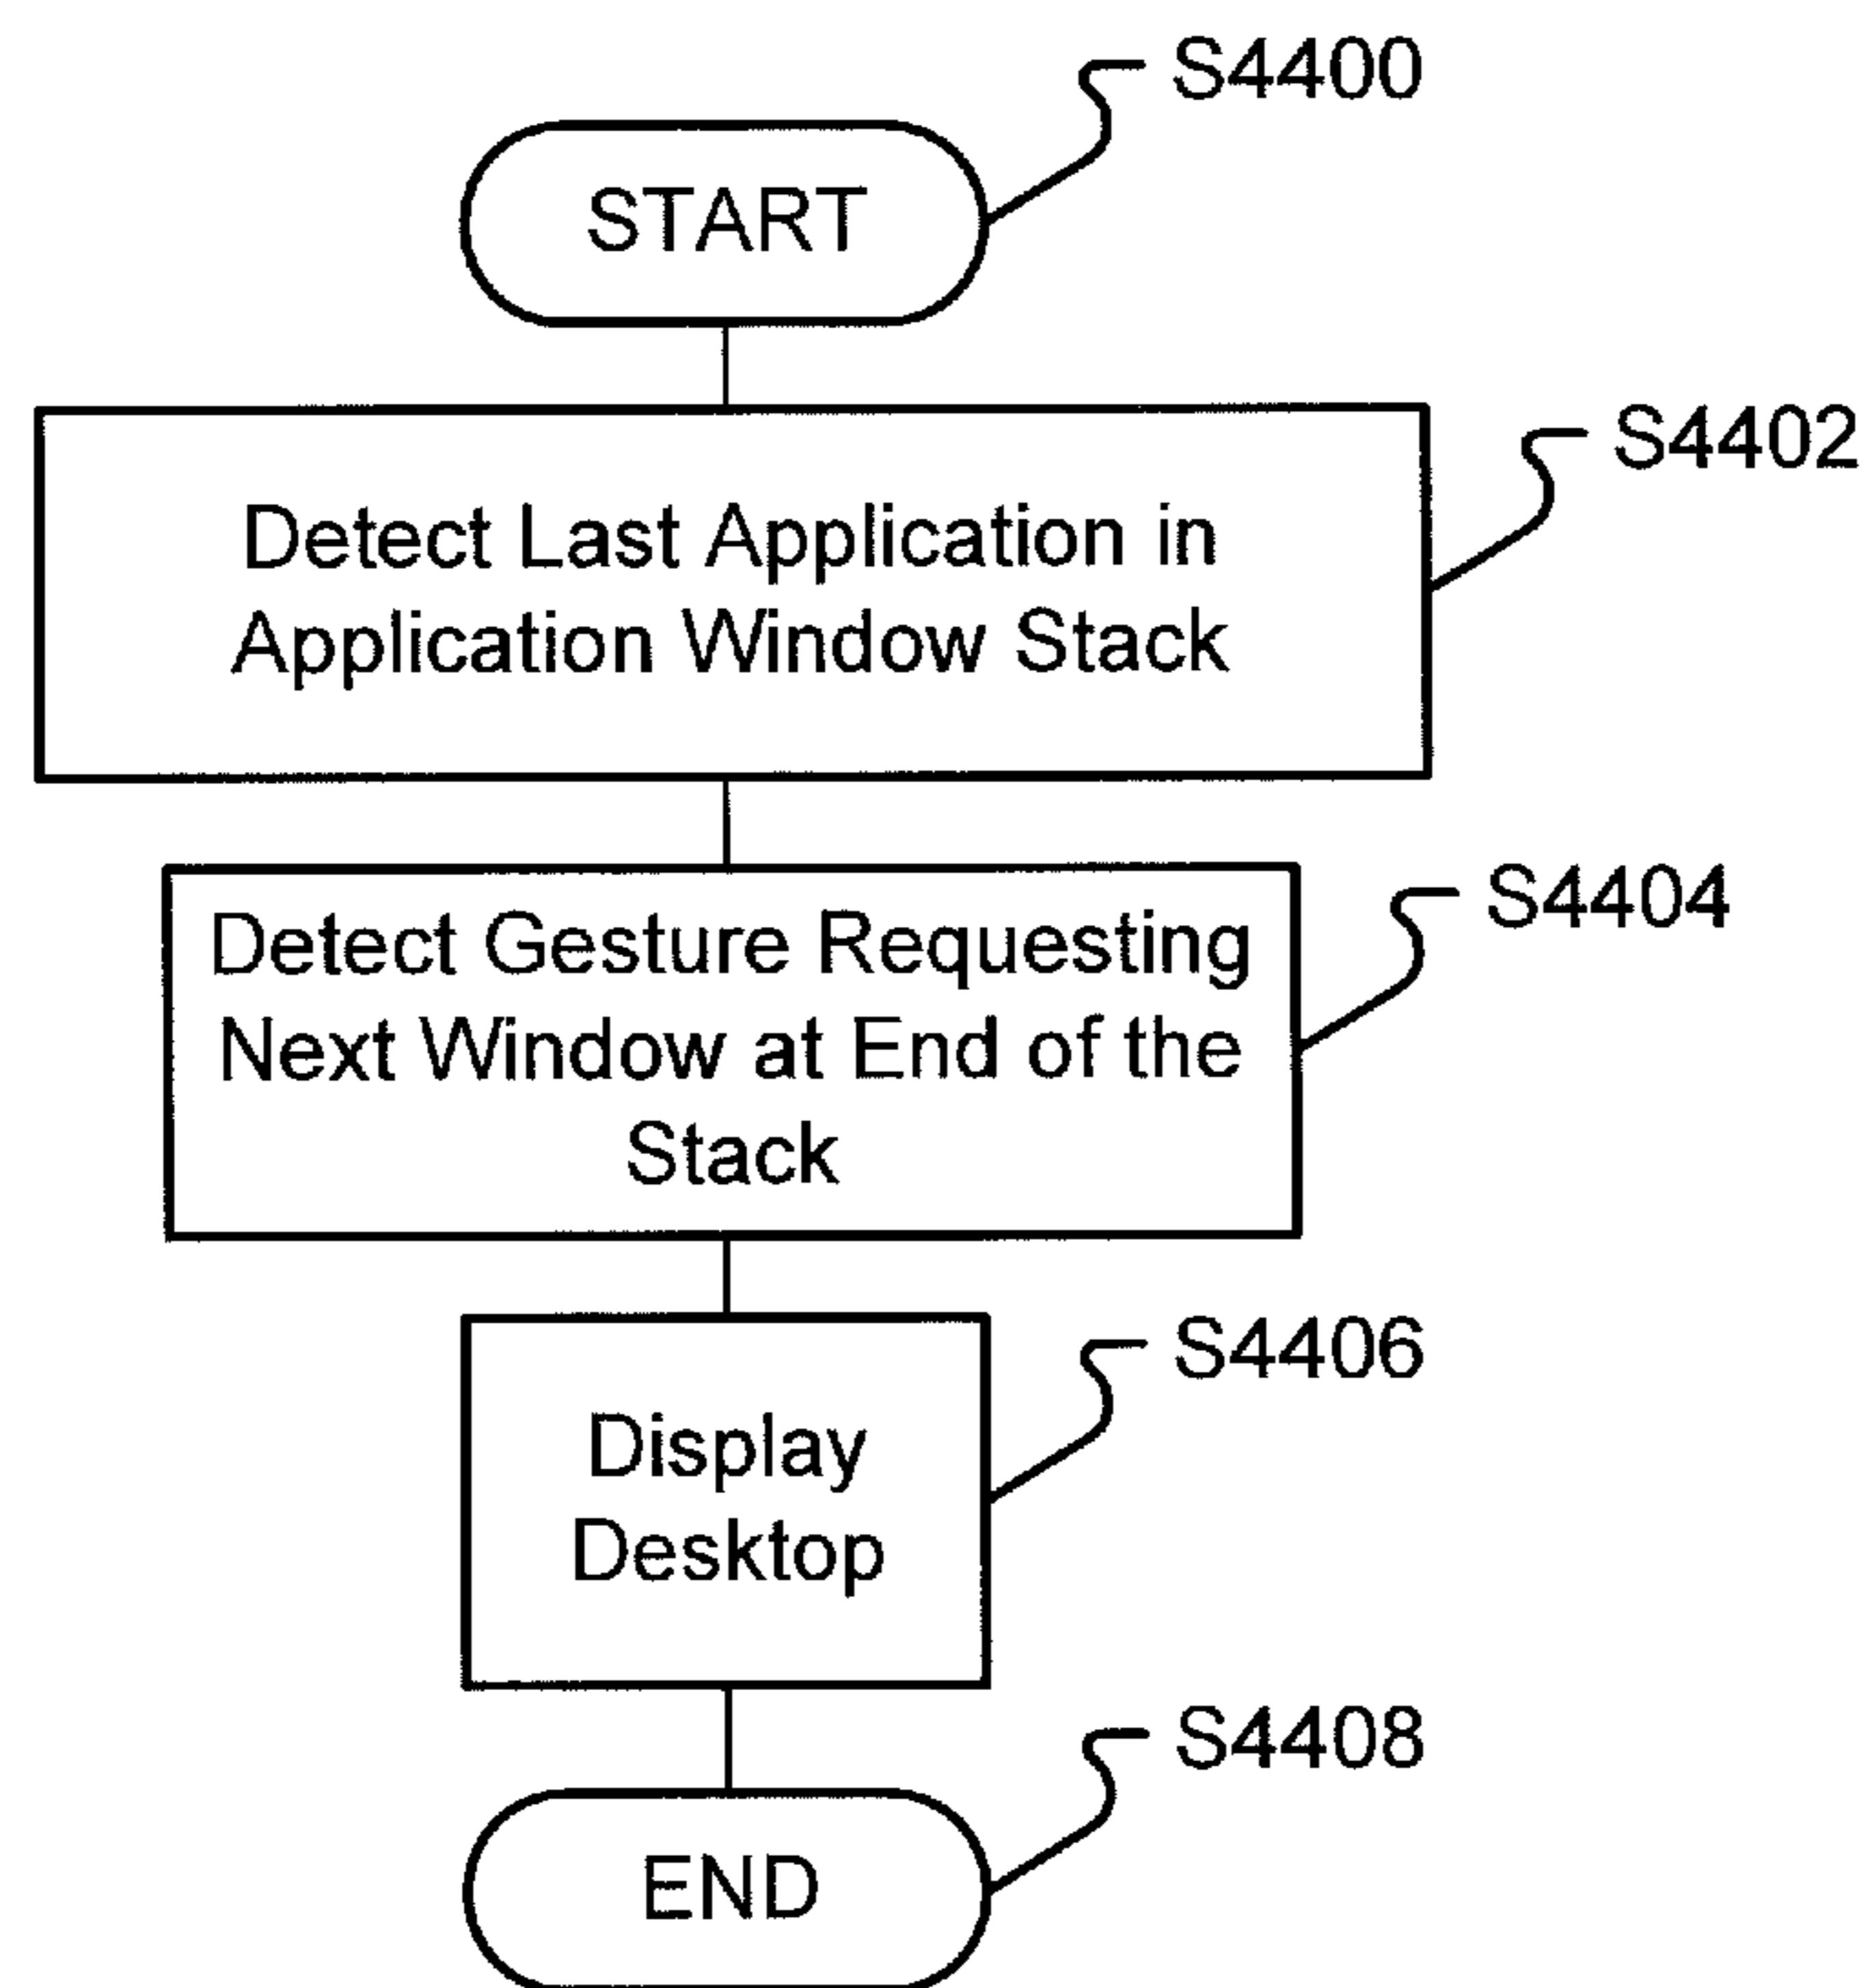 S4400
START
S4402
Detect Last Application in
Application Window Stack
S4404
Detect Gesture Requesting
Next Window at End of the
Stack
S4406
Display
Desktop
S4408
END